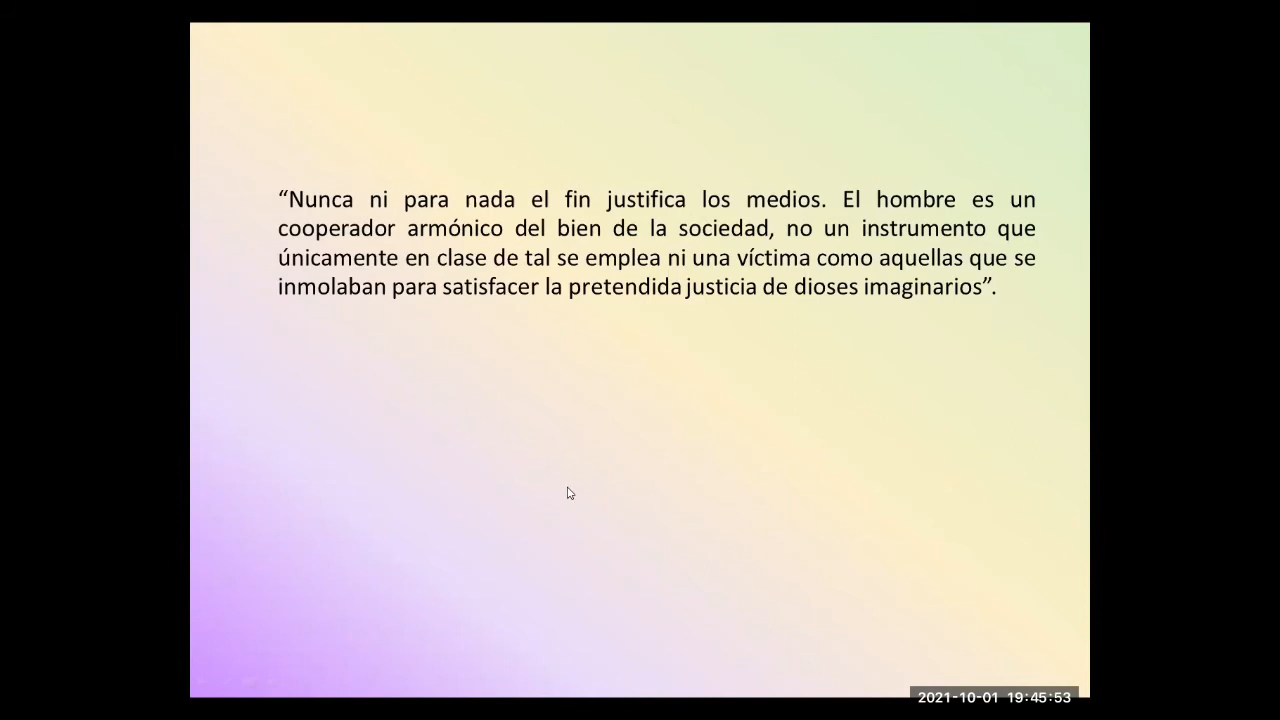 “Nunca ni para nada el fin justifica los medios. El hombre es un
cooperador armónico del bien de la sociedad, no un instrumento que
únicamente en clase de tal se emplea ni una víctima como aquellas que se
inmolaban para satisfacer la pretendida justicia de dioses imaginarios”.
2021-10-01 19:45:53